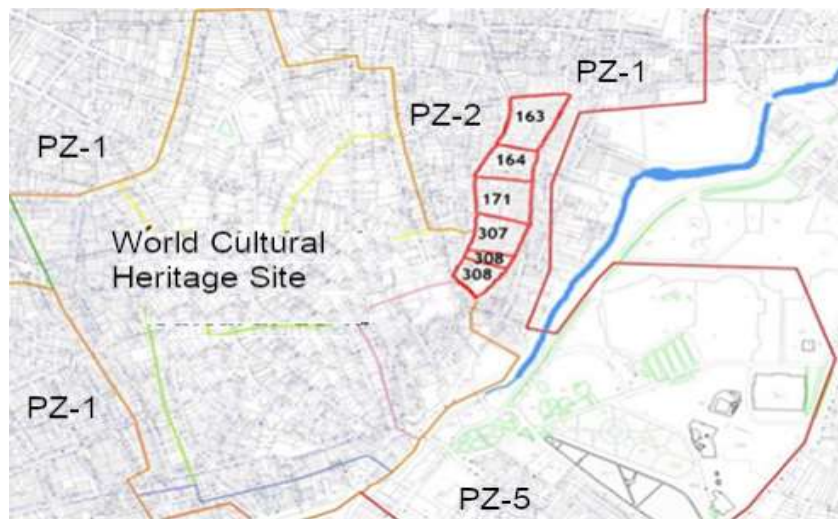 PZ-1
PZ-2
163
PZ-1
164
171
World Cultural
Heritage Site
307
308
308
PZ-1
PZ-5